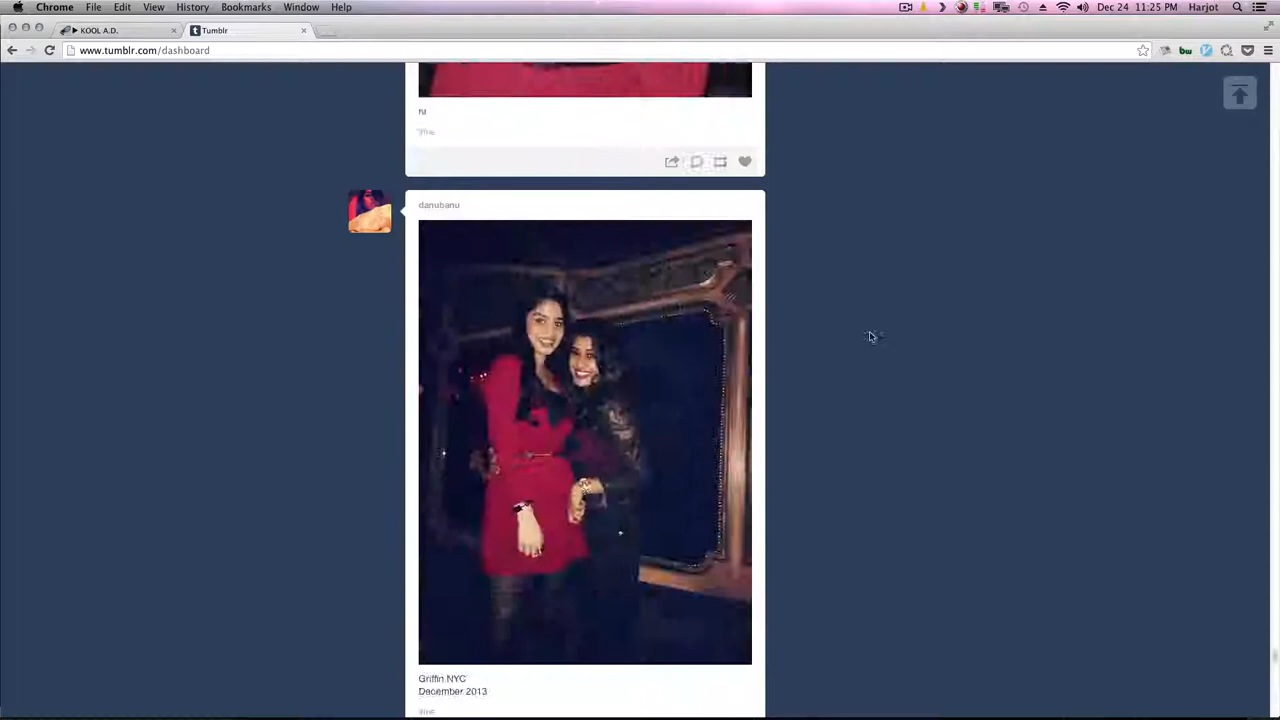 Chrome File Edit View History Bookmarks Window Help Dec 24 11:25 PM Harjot
KOOL A.D. Tumblr
www.tumblr.com/dashboard
ru
danubanu
Griffin NYC
December 2013